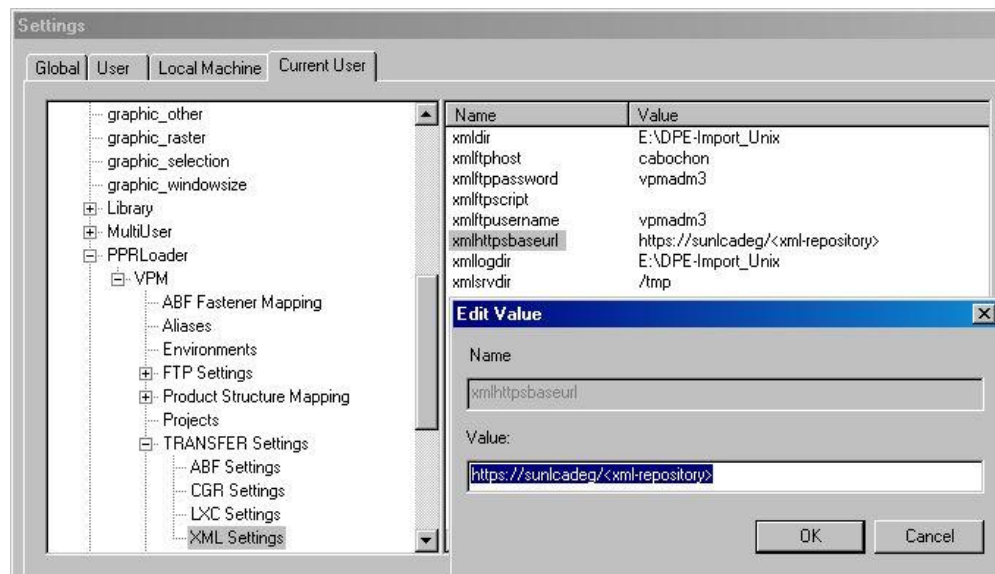 Settings
Global User Local Machine Current User
graphic_other
graphic_raster
graphic_selection
graphic_windowsize
Library
MultiUser
PPRLoader
VPM
ABF Fastener Mapping
Aliases
Environments
FTP Settings
Product Structure Mapping
Projects
TRANSFER Settings
ABF Settings
CGR Settings
LXC Settings
XML Settings
Name Value
xmldir E:\DPE-Import_Unix
xmlftphost cabochon
xmlftppassword vpmadm3
xmlftpscript
xmlftpusername vpmadm3
xmlhttpsbaseurl https://sunlcadeg/<xml-repository>
xmllogdir E:\DPE-Import_Unix
xmlsrvdir /tmp
Edit Value
Name
xmlhttpsbaseurl
Value:
https://sunlcadeg/<xml-repository>
OK Cancel